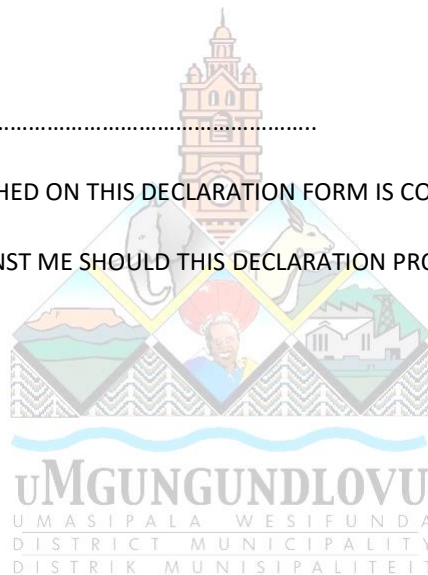 ……………………………………………………..
HED ON THIS DECLARATION FORM IS CO
NST ME SHOULD THIS DECLARATION PRO
uMGUNGUNDLOVU
UMASIPALA WESIFUNDA
DISTRICT MUNICIPALITY
DISTRIK MUNISIPALITEIT